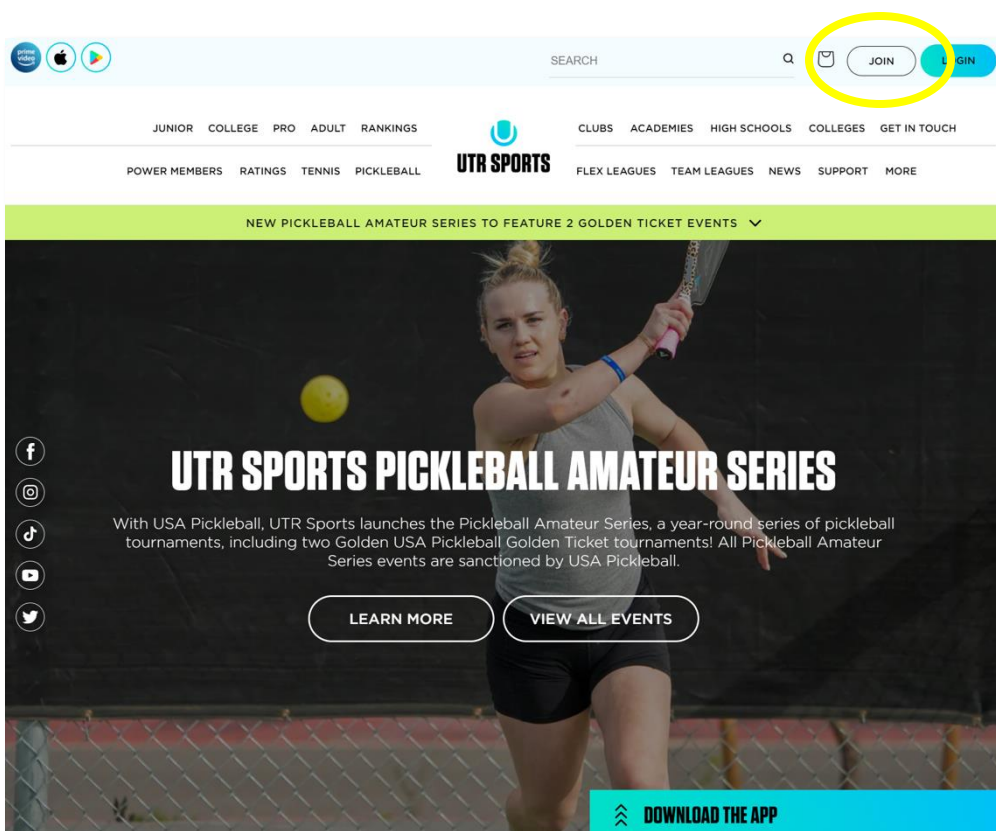 prime video
SEARCH
JOIN
LOGIN
JUNIOR COLLEGE PRO ADULT RANKINGS
CLUBS ACADEMIES HIGH SCHOOLS COLLEGES GET IN TOUCH
UTR SPORTS
POWER MEMBERS RATINGS TENNIS PICKLEBALL
FLEX LEAGUES TEAM LEAGUES NEWS SUPPORT MORE
NEW PICKLEBALL AMATEUR SERIES TO FEATURE 2 GOLDEN TICKET EVENTS
UTR SPORTS PICKLEBALL AMATEUR SERIES
With USA Pickleball, UTR Sports launches the Pickleball Amateur Series, a year-round series of pickleball
tournaments, including two Golden USA Pickleball Golden Ticket tournaments! All Pickleball Amateur
Series events are sanctioned by USA Pickleball.
LEARN MORE
VIEW ALL EVENTS
DOWNLOAD THE APP